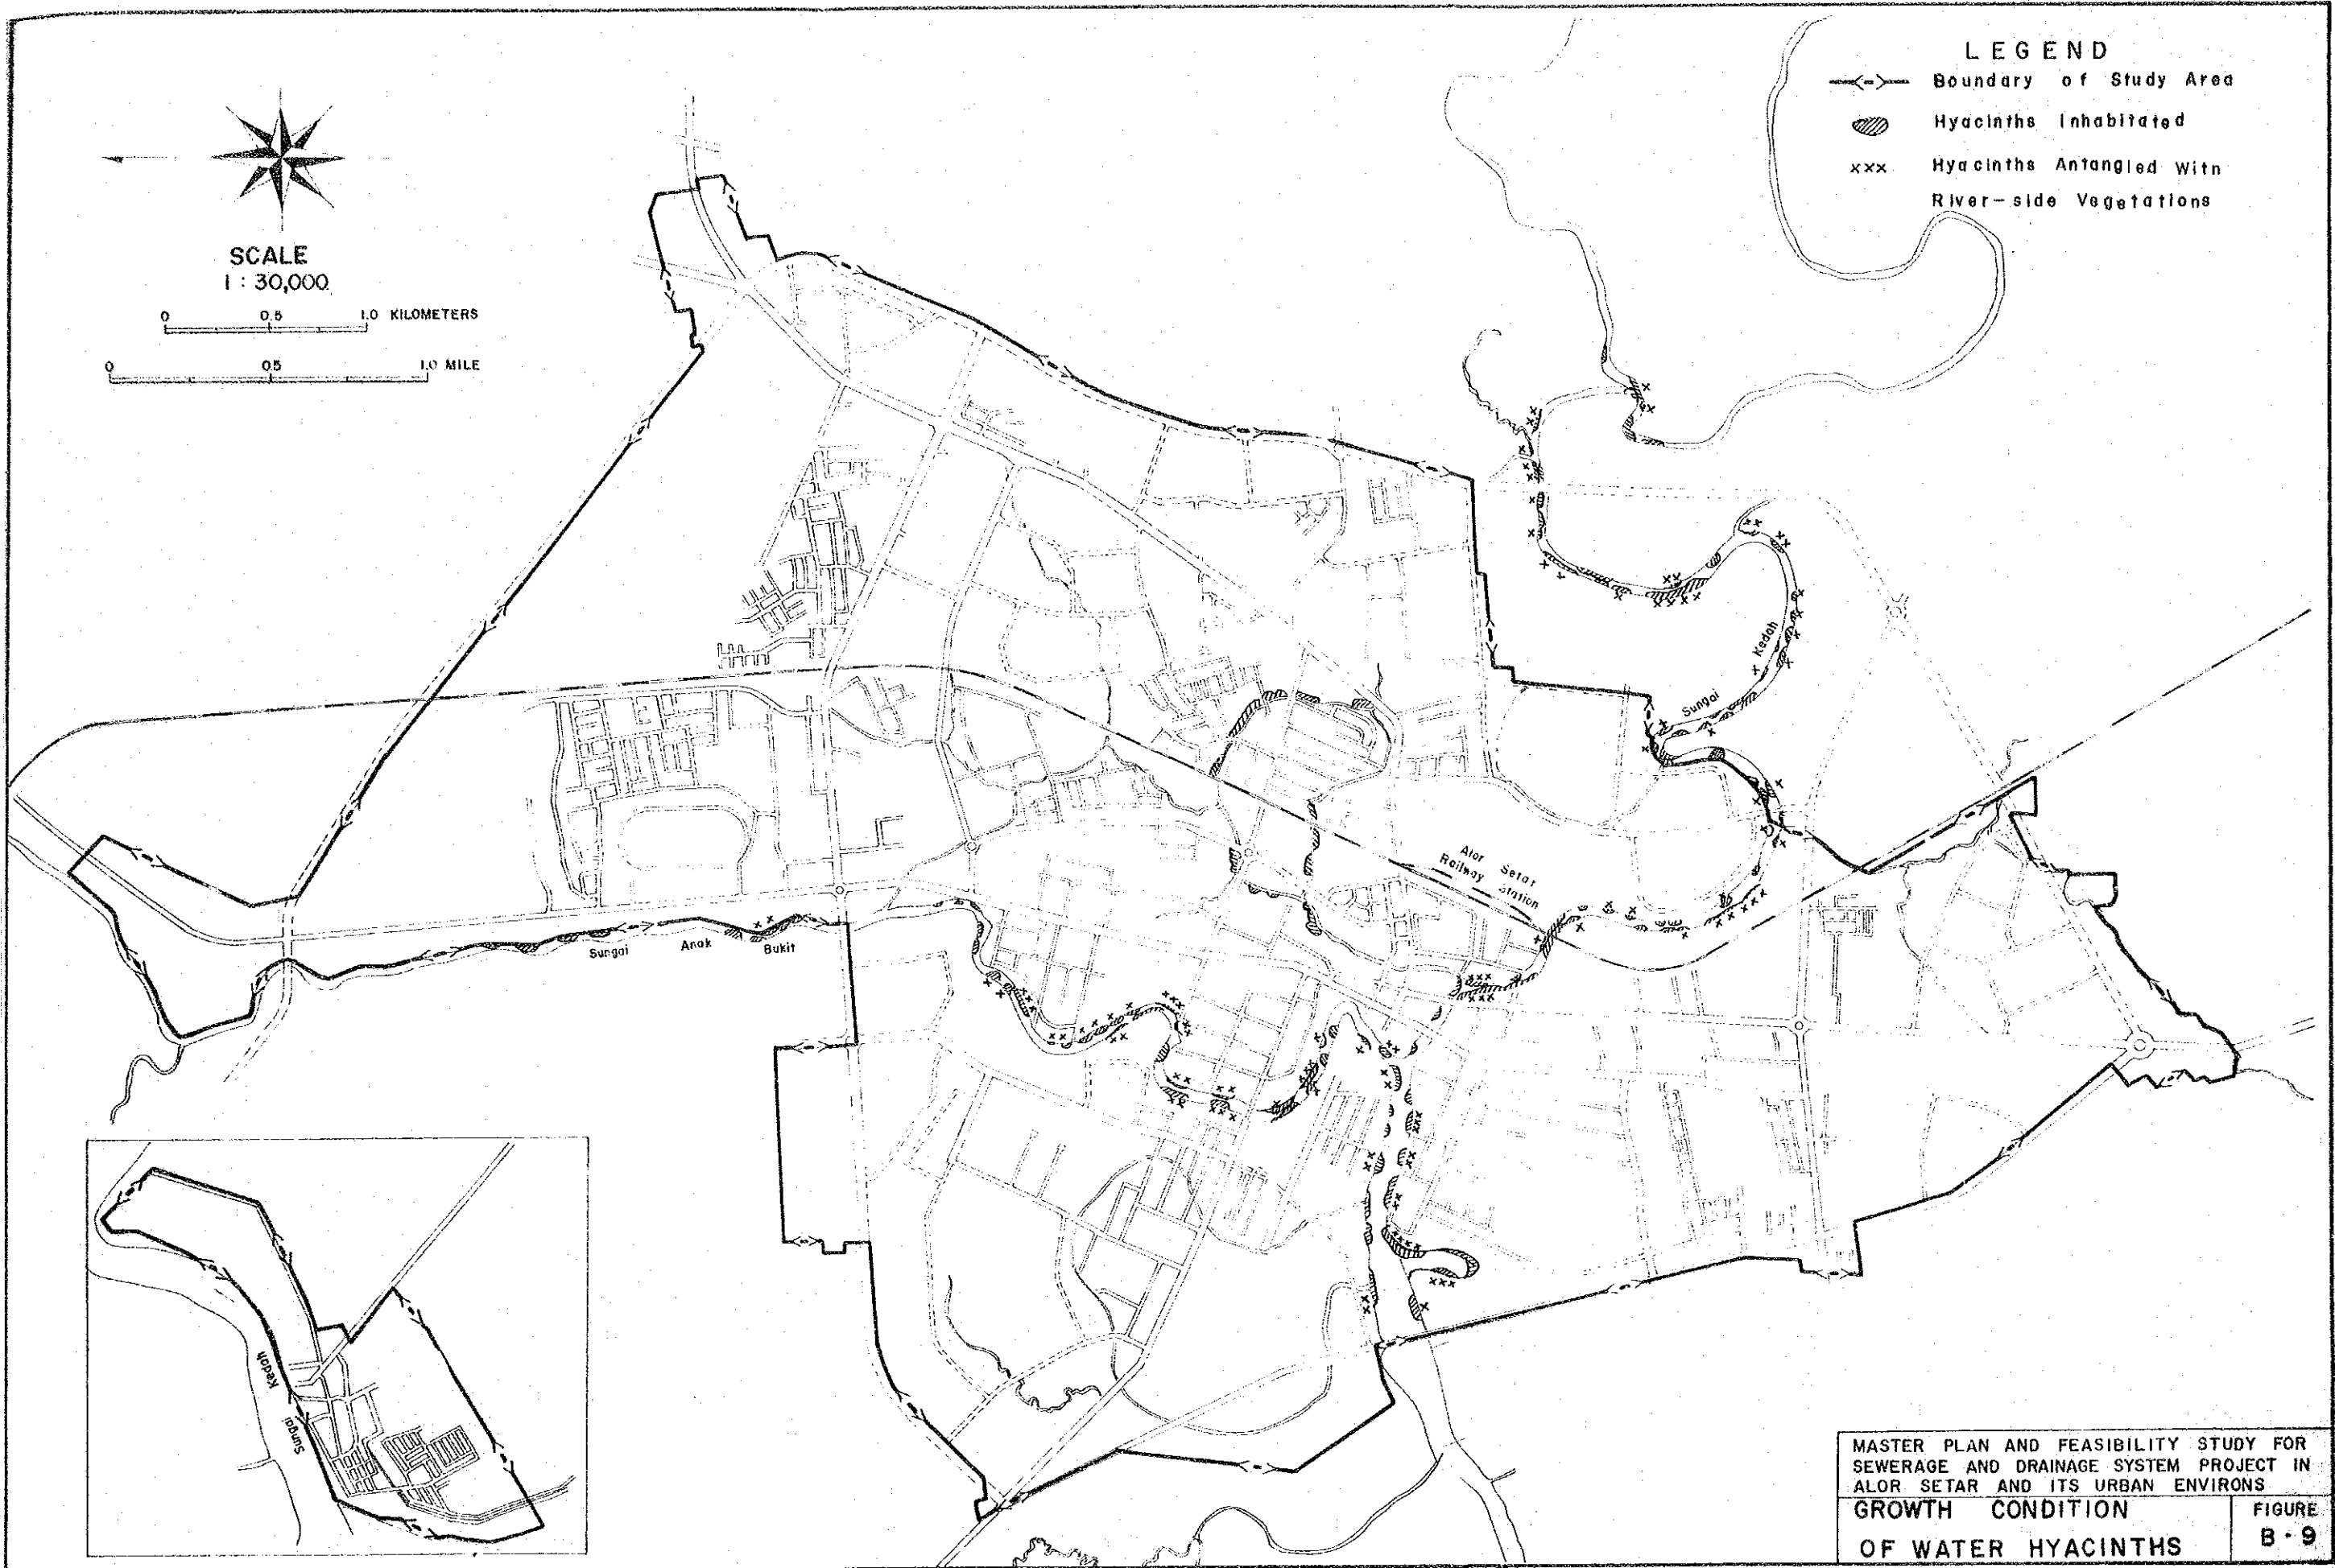 LEGEND
Boundary of Study Area
Hyacinths Inhabitated
xxx Hyacinths Antangled Witn
River-side Vegetations
SCALE
1 : 30,000
0 0.5 1.0 KILOMETERS
0 0.5 1.0 MILE
Kedah
Sungai
Alor Setar
Railway Station
Sungai Anak Bukit
Kedah
Sungai
MASTER PLAN AND FEASIBILITY STUDY FOR
SEWERAGE AND DRAINAGE SYSTEM PROJECT IN
ALOR SETAR AND ITS URBAN ENVIRONS
GROWTH CONDITION
OF WATER HYACINTHS
FIGURE
B·9